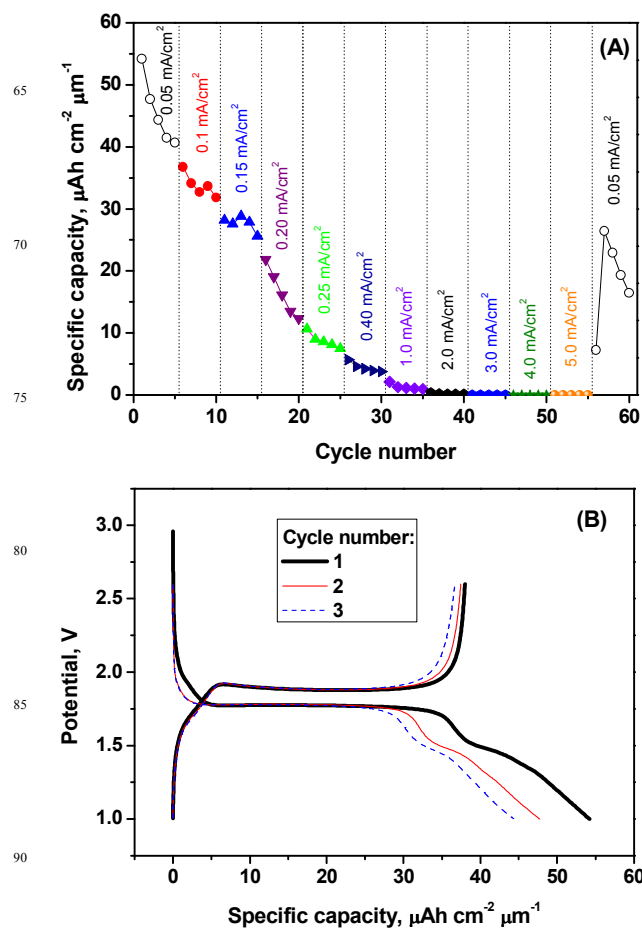 (A)
Specific capacity, µAh cm⁻² µm⁻¹
60
50
40
30
20
10
0
0.05 mA/cm²
0.1 mA/cm²
0.15 mA/cm²
0.20 mA/cm²
0.25 mA/cm²
0.40 mA/cm²
1.0 mA/cm²
2.0 mA/cm²
3.0 mA/cm²
4.0 mA/cm²
5.0 mA/cm²
0.05 mA/cm²
0 10 20 30 40 50 60
Cycle number
65
70
75
(B)
Potential, V
3.0
2.5
2.0
1.5
1.0
Cycle number:
1
2
3
0 10 20 30 40 50 60
Specific capacity, µAh cm⁻² µm⁻¹
80
85
90